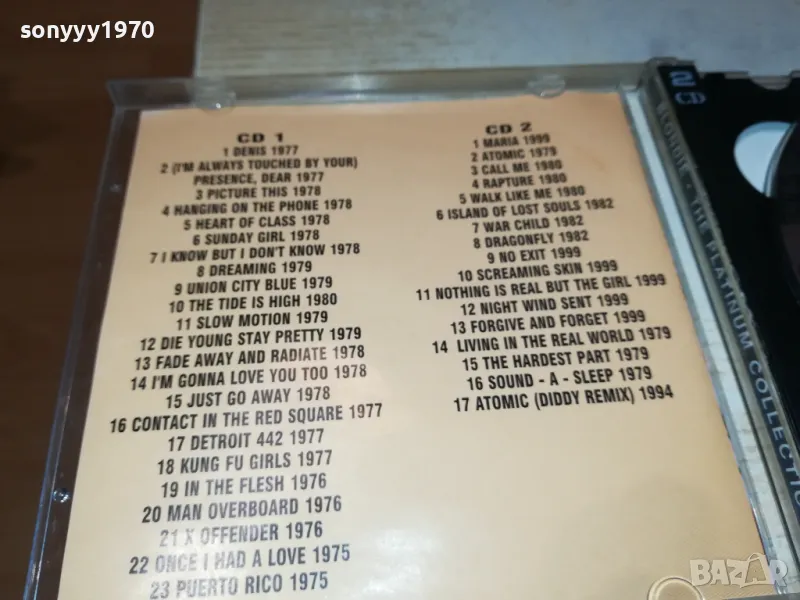 sonyyy1970
CD 1
1 DENIS 1977
2 (I'M ALWAYS TOUCHED BY YOUR)
PRESENCE, DEAR 1977
3 PICTURE THIS 1978
4 HANGING ON THE PHONE 1978
5 HEART OF CLASS 1978
6 SUNDAY GIRL 1978
7 I KNOW BUT I DON'T KNOW 1978
8 DREAMING 1979
9 UNION CITY BLUE 1979
10 THE TIDE IS HIGH 1980
11 SLOW MOTION 1979
12 DIE YOUNG STAY PRETTY 1979
13 FADE AWAY AND RADIATE 1978
14 I'M GONNA LOVE YOU TOO 1978
15 JUST GO AWAY 1978
16 CONTACT IN THE RED SQUARE 1977
17 DETROIT 442 1977
18 KUNG FU GIRLS 1977
19 IN THE FLESH 1976
20 MAN OVERBOARD 1976
21 X OFFENDER 1976
22 ONCE I HAD A LOVE 1975
23 PUERTO RICO 1975
CD 2
1 MARIA 1999
2 ATOMIC 1979
3 CALL ME 1980
4 RAPTURE 1980
5 WALK LIKE ME 1980
6 ISLAND OF LOST SOULS 1982
7 WAR CHILD 1982
8 DRAGONFLY 1982
9 NO EXIT 1999
10 SCREAMING SKIN 1999
11 NOTHING IS REAL BUT THE GIRL 1999
12 NIGHT WIND SENT 1999
13 FORGIVE AND FORGET 1999
14 LIVING IN THE REAL WORLD 1979
15 THE HARDEST PART 1979
16 SOUND - A - SLEEP 1979
17 ATOMIC (DIDDY REMIX) 1994
2
CD
BLONDIE • THE PLATINUM COLLECTIO
BAZAR
bg